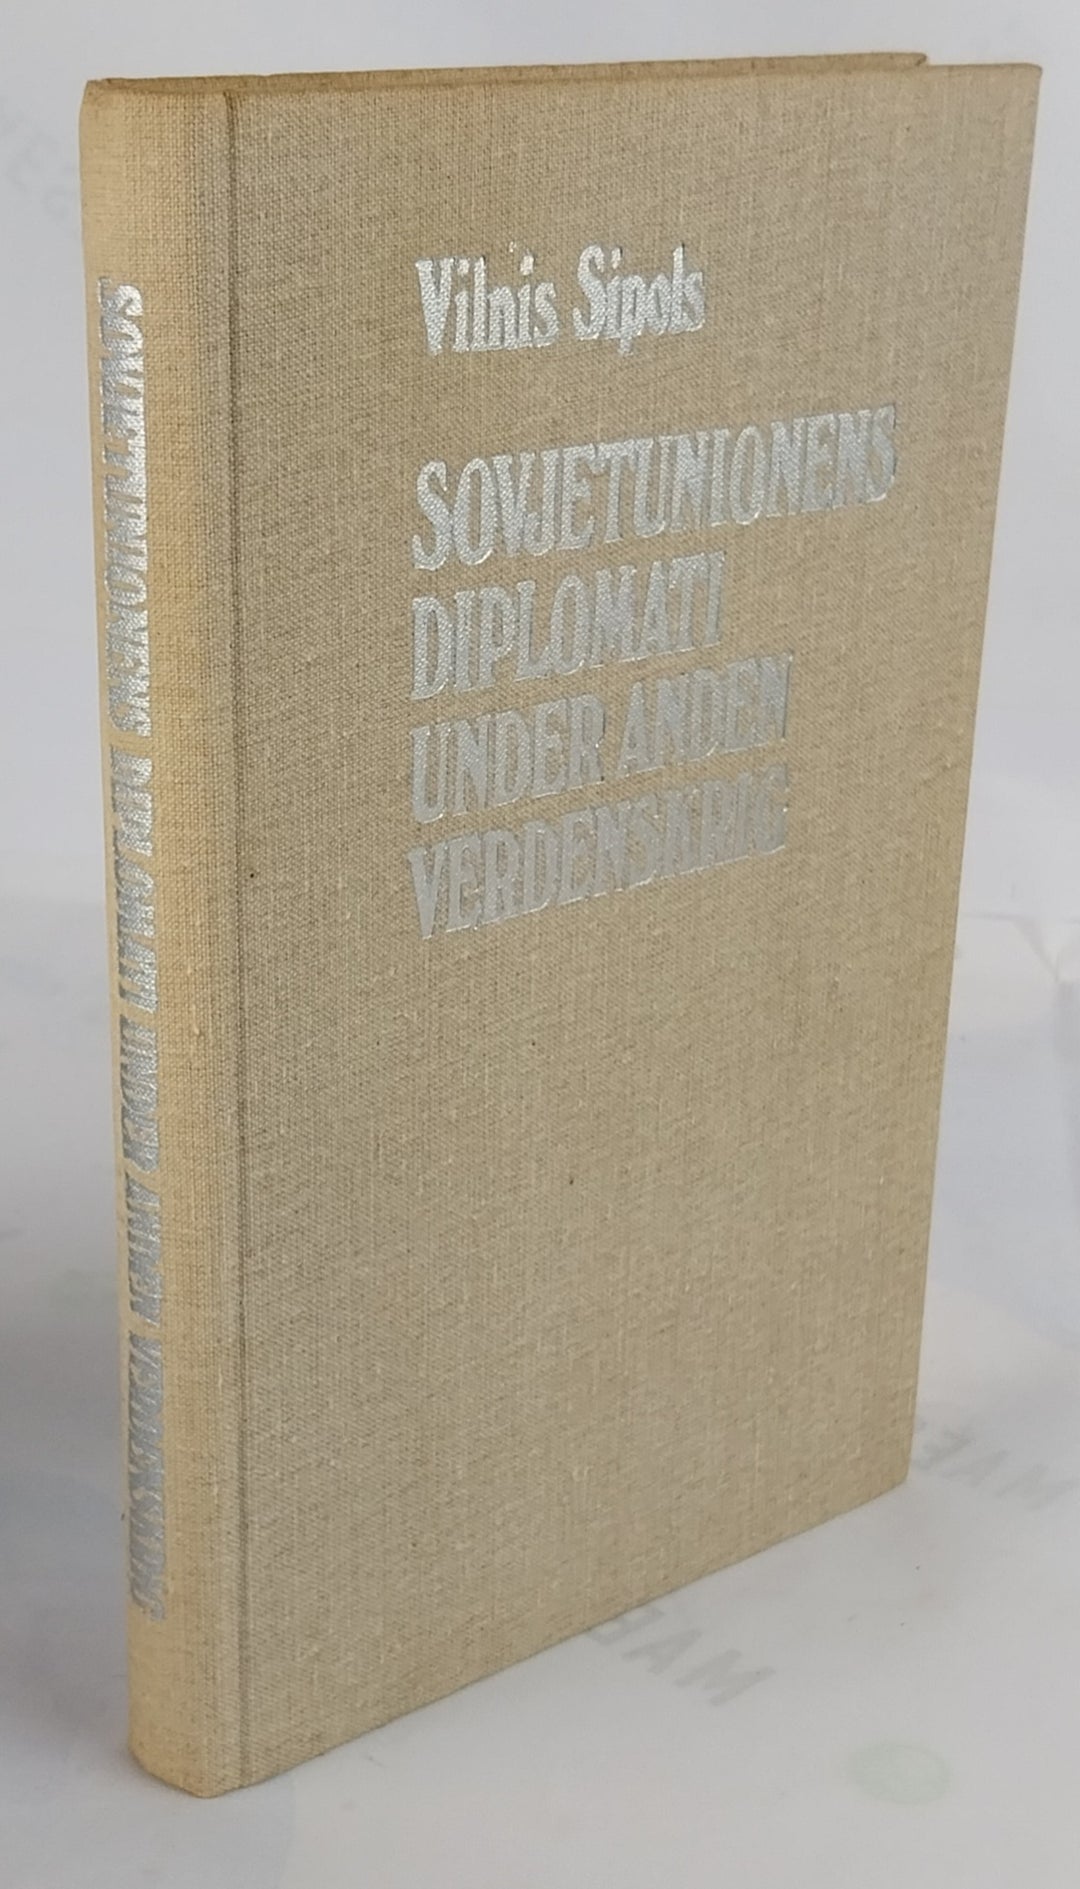 Vilnis Sipols
SOVJETUNIONENS
DIPLOMATI
UNDER ANDEN
VERDENSKRIG
SOVJETUNIONENS DIPLOMATI UNDER ANDEN VERDENSKRIG